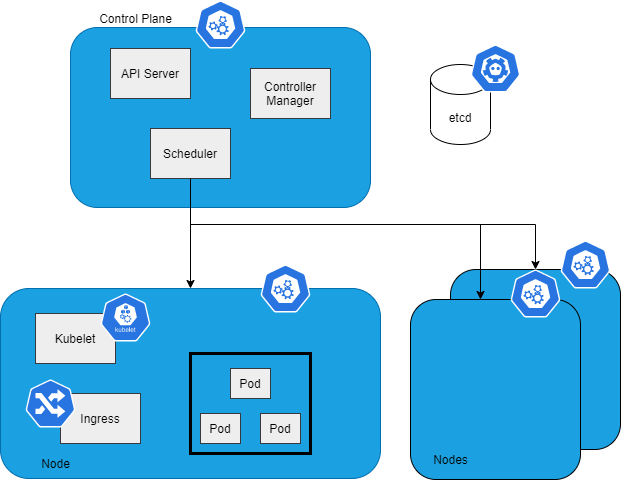 Control Plane
API Server
Controller
Manager
Scheduler
etcd
Kubelet
kubelet
Ingress
Pod
Pod
Pod
Node
Nodes